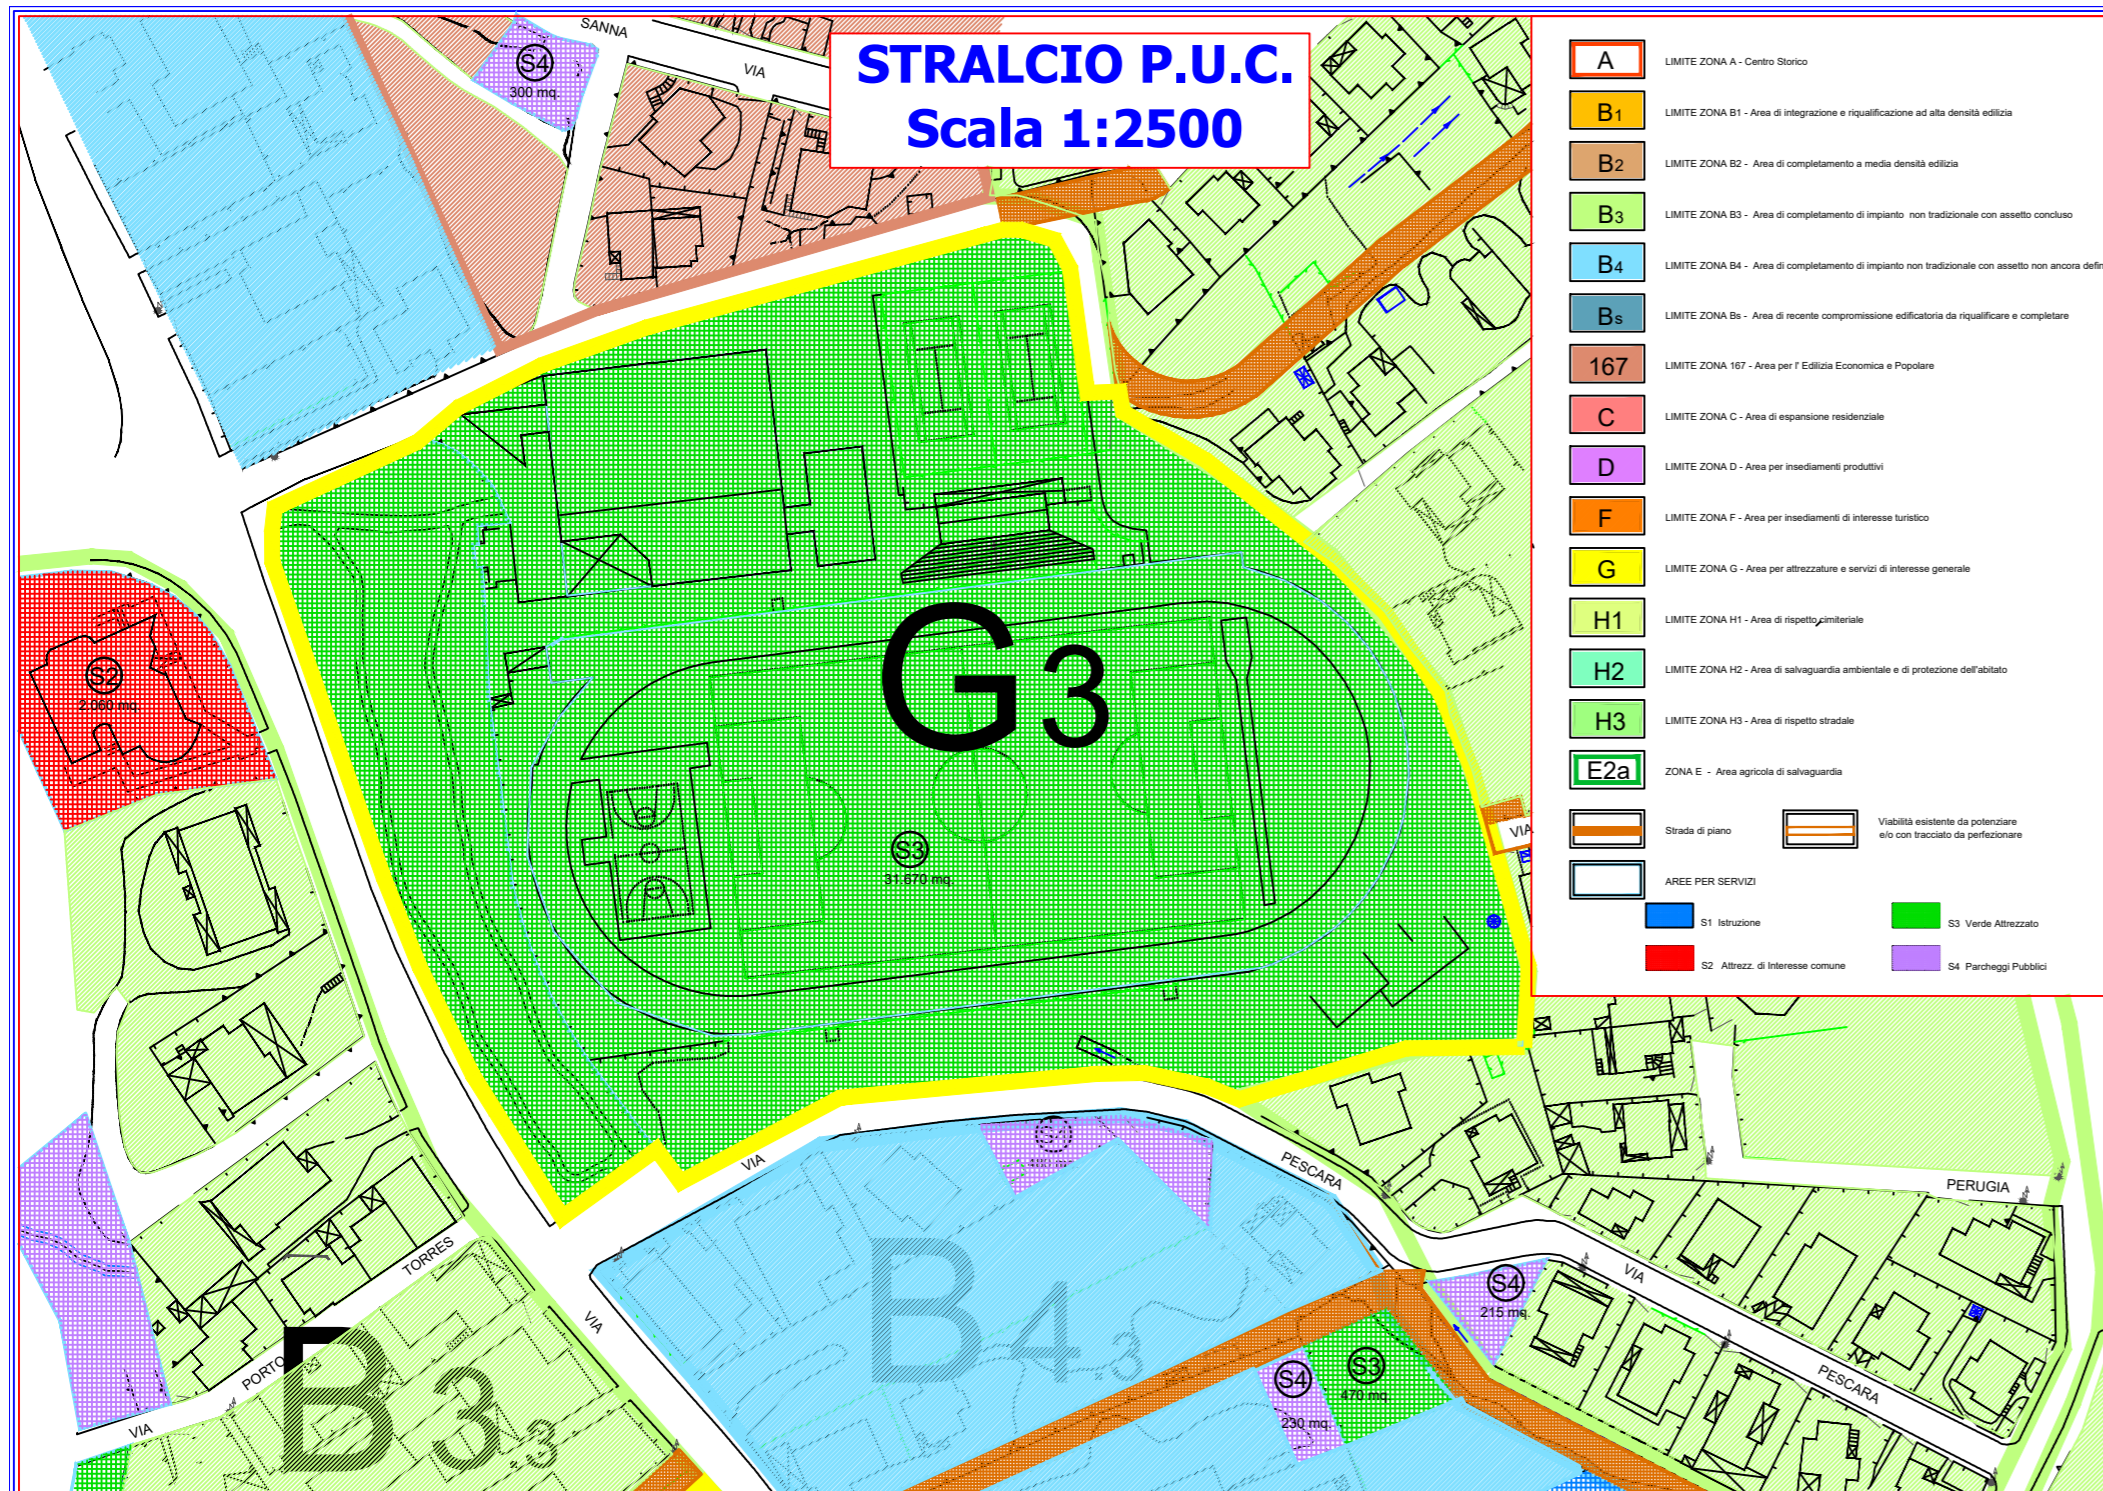 STRALCIO P.U.C.
Scala 1:2500
SANNA
VIA
S4
300 mq.
S2
2.060 mq.
G3
S3
31.670 mq.
VIA
VIA
PESCARA
PERUGIA
VIA
PESCARA
S4
S4
215 mq.
S3
470 mq.
S4
230 mq.
B4.3
VIA
TORRES
PORTO
VIA
B3.3
A
LIMITE ZONA A - Centro Storico
B1
LIMITE ZONA B1 - Area di integrazione e riqualificazione ad alta densità edilizia
B2
LIMITE ZONA B2 - Area di completamento a media densità edilizia
B3
LIMITE ZONA B3 - Area di completamento di impianto non tradizionale con assetto concluso
B4
LIMITE ZONA B4 - Area di completamento di impianto non tradizionale con assetto non ancora defin
Bs
LIMITE ZONA Bs - Area di recente compromissione edificatoria da riqualificare e completare
167
LIMITE ZONA 167 - Area per l' Edilizia Economica e Popolare
C
LIMITE ZONA C - Area di espansione residenziale
D
LIMITE ZONA D - Area per insediamenti produttivi
F
LIMITE ZONA F - Area per insediamenti di interesse turistico
G
LIMITE ZONA G - Area per attrezzature e servizi di interesse generale
H1
LIMITE ZONA H1 - Area di rispetto cimiteriale
H2
LIMITE ZONA H2 - Area di salvaguardia ambientale e di protezione dell'abitato
H3
LIMITE ZONA H3 - Area di rispetto stradale
E2a
ZONA E - Area agricola di salvaguardia
Strada di piano
Viabilità esistente da potenziare
e/o con tracciato da perfezionare
AREE PER SERVIZI
S1 Istruzione
S3 Verde Attrezzato
S2 Attrezz. di Interesse comune
S4 Parcheggi Pubblici